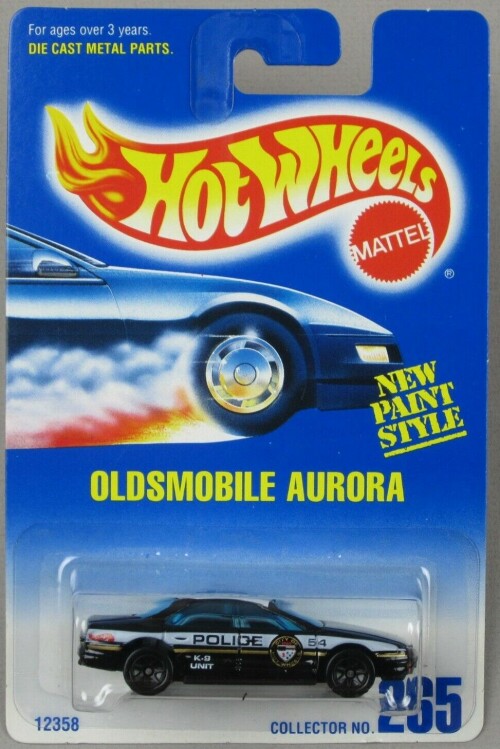 For ages over 3 years.
DIE CAST METAL PARTS.
HOT WHEELS
MATTEL
®
NEW
PAINT
STYLE
OLDSMOBILE AURORA
POLICE 54
K-9
UNIT
12358
COLLECTOR NO. 265